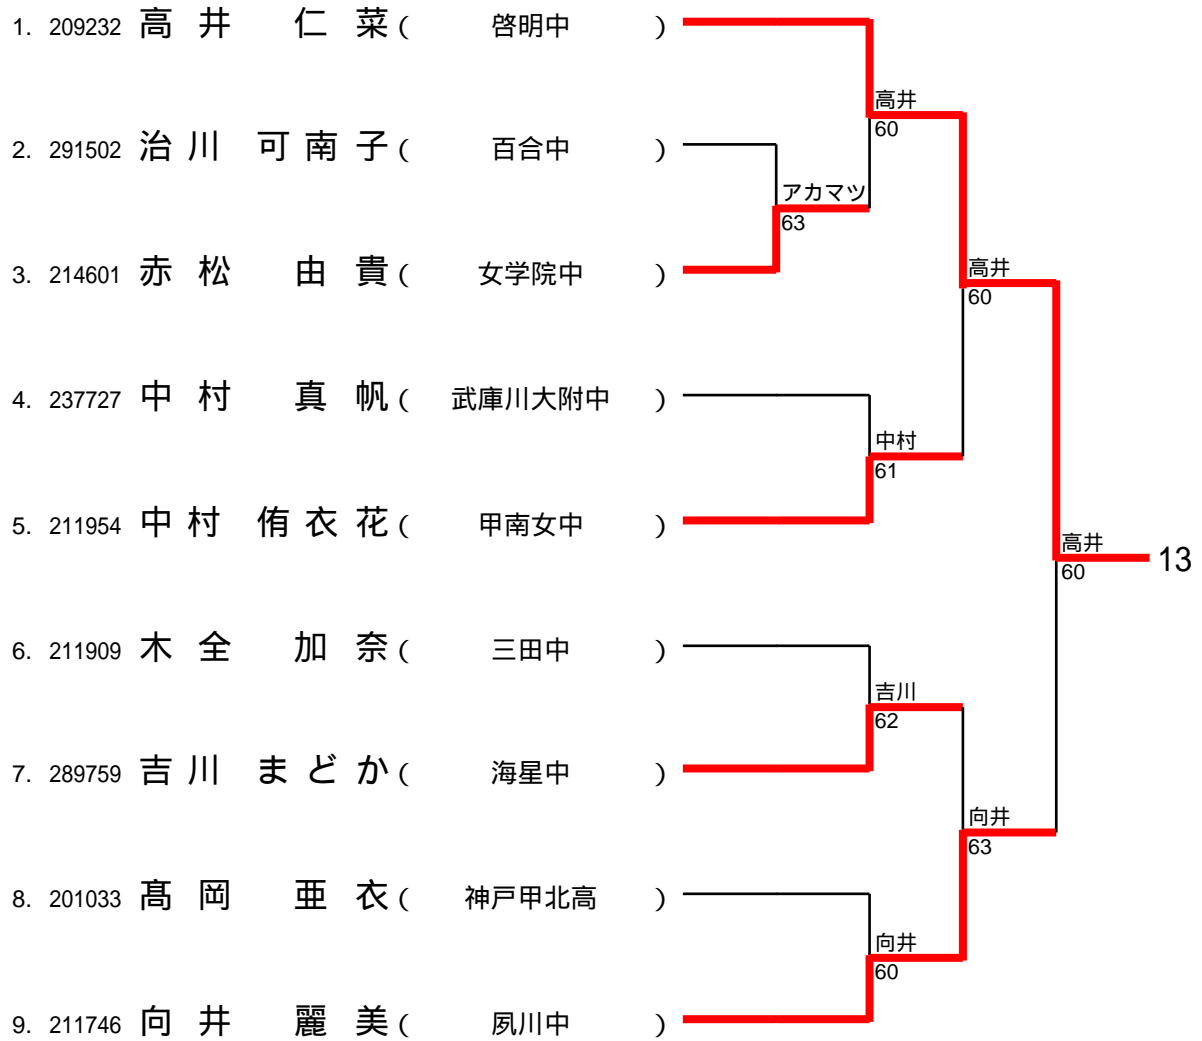 1. 209232 高井 仁菜 ( 啓明中 )
高井
60
2. 291502 治川 可南子 ( 百合中 )
アカマツ
63
3. 214601 赤松 由貴 ( 女学院中 )
高井
60
4. 237727 中村 真帆 ( 武庫川大附中 )
中村
61
5. 211954 中村 侑衣花 ( 甲南女中 )
高井
60
13
6. 211909 木全 加奈 ( 三田中 )
吉川
62
7. 289759 吉川 まどか ( 海星中 )
向井
63
8. 201033 髙岡 亜衣 ( 神戸甲北高 )
向井
60
9. 211746 向井 麗美 ( 夙川中 )